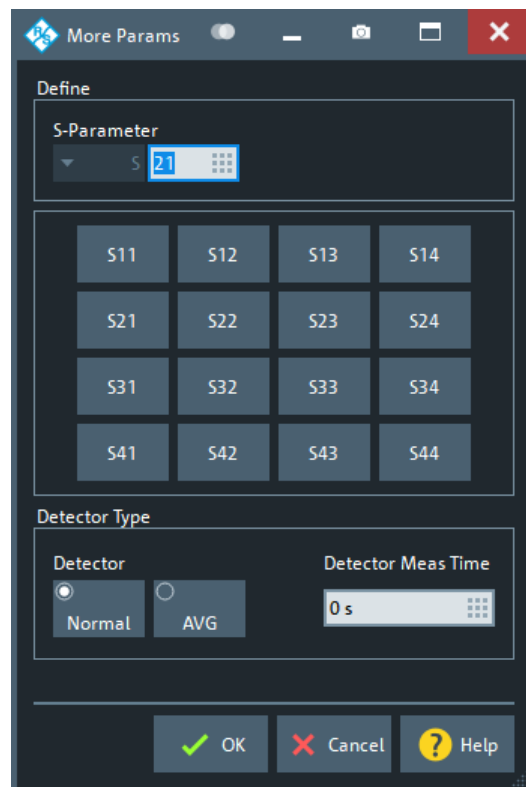 More Params
Define
S-Parameter
S 21
S11 S12 S13 S14
S21 S22 S23 S24
S31 S32 S33 S34
S41 S42 S43 S44
Detector Type
Detector Detector Meas Time
Normal AVG 0 s
OK Cancel ? Help